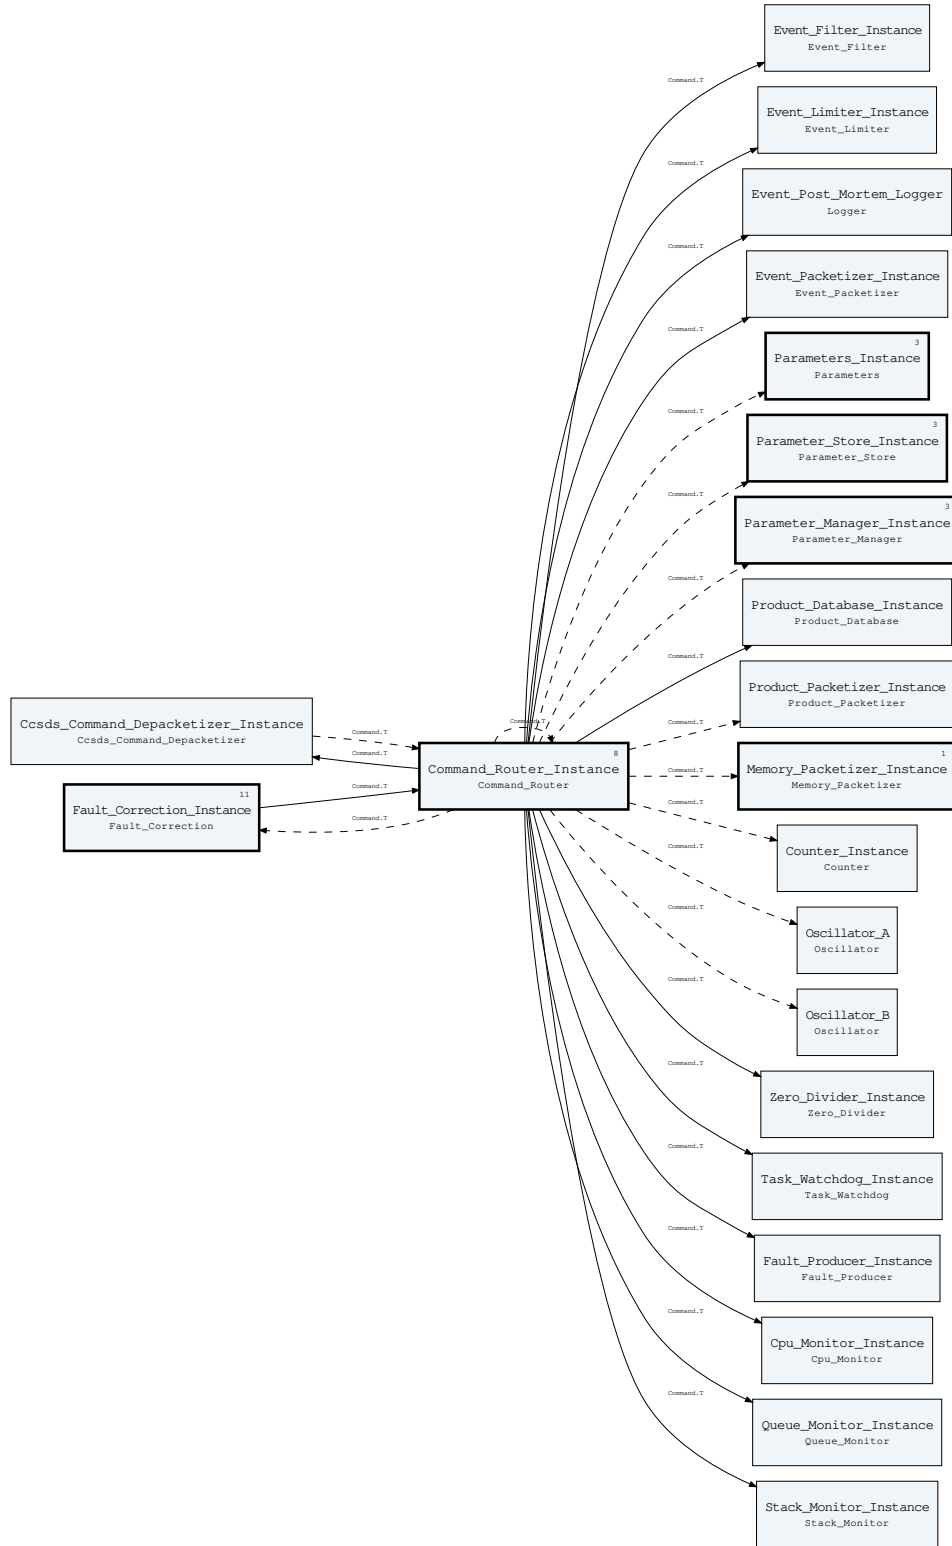 Event_Filter_Instance
Event_Filter
Command.T
Event_Limiter_Instance
Event_Limiter
Command.T
Event_Post_Mortem_Logger
Logger
Command.T
Event_Packetizer_Instance
Event_Packetizer
Command.T
3
Parameters_Instance
Parameters
Command.T
3
Parameter_Store_Instance
Parameter_Store
Command.T
3
Parameter_Manager_Instance
Parameter_Manager
Command.T
Product_Database_Instance
Product_Database
Command.T
Product_Packetizer_Instance
Product_Packetizer
Command.T
Ccsds_Command_Depacketizer_Instance
Ccsds_Command_Depacketizer
Command.T
Command.T
Command.T
8
Command_Router_Instance
Command_Router
Command.T
1
Memory_Packetizer_Instance
Memory_Packetizer
11
Fault_Correction_Instance
Fault_Correction
Command.T
Command.T
Command.T
Counter_Instance
Counter
Command.T
Oscillator_A
Oscillator
Command.T
Oscillator_B
Oscillator
Command.T
Zero_Divider_Instance
Zero_Divider
Command.T
Task_Watchdog_Instance
Task_Watchdog
Command.T
Fault_Producer_Instance
Fault_Producer
Command.T
Cpu_Monitor_Instance
Cpu_Monitor
Command.T
Queue_Monitor_Instance
Queue_Monitor
Command.T
Stack_Monitor_Instance
Stack_Monitor